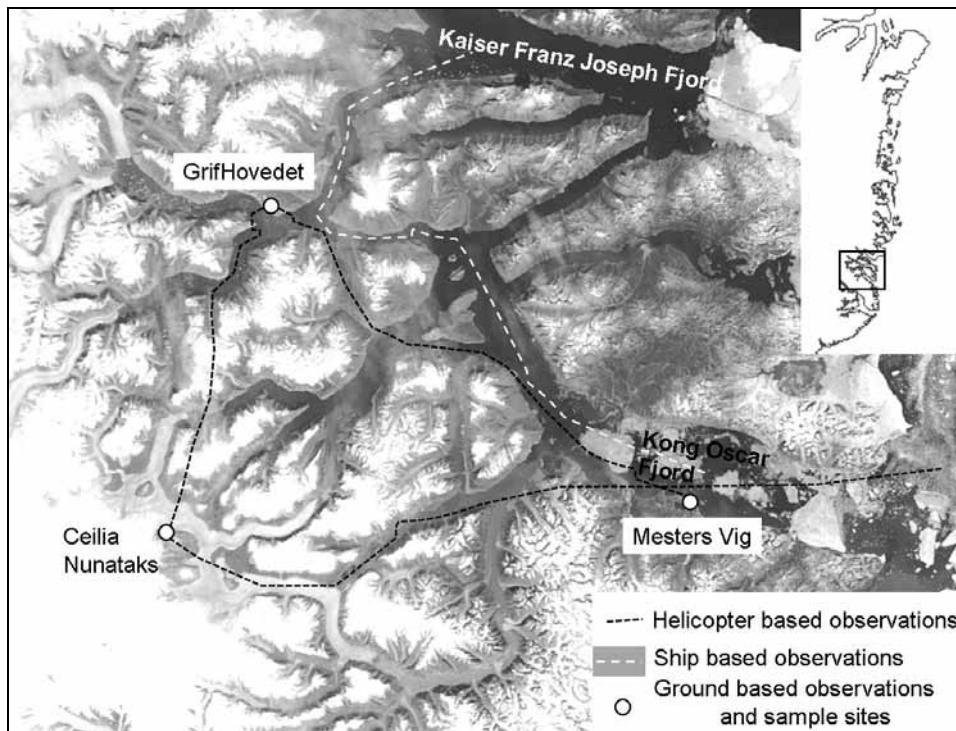 Kaiser Franz Joseph Fjord
GrifHovedet
Kong Oscar
Fjord
Ceilia
Nunataks
Mesters Vig
Helicopter based observations
Ship based observations
Ground based observations
and sample sites